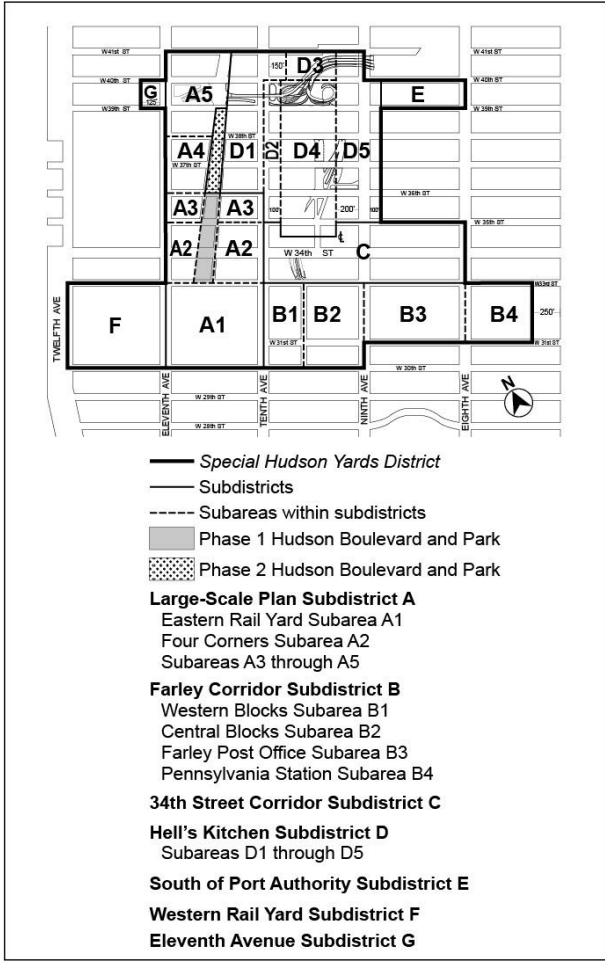 W 41st ST
W 41st ST
150'
D3
W 40th ST
W 40th ST
G
125'
A5
E
W 39th ST
W 39th ST
W 38th ST
A4
D1
D2
D4
D5
W 37th ST
W 36th ST
A3
A3
100'
200'
100'
W 35th ST
A2
A2
℄
C
W 34th ST
W33rd ST
F
A1
B1
B2
B3
B4
250'
W 31st ST
W 31st ST
W 30th ST
TWELFTH AVE
ELEVENTH AVE
TENTH AVE
NINTH AVE
EIGHTH AVE
N
W 29th ST
W 28th ST
Special Hudson Yards District
Subdistricts
Subareas within subdistricts
Phase 1 Hudson Boulevard and Park
Phase 2 Hudson Boulevard and Park
Large-Scale Plan Subdistrict A
Eastern Rail Yard Subarea A1
Four Corners Subarea A2
Subareas A3 through A5
Farley Corridor Subdistrict B
Western Blocks Subarea B1
Central Blocks Subarea B2
Farley Post Office Subarea B3
Pennsylvania Station Subarea B4
34th Street Corridor Subdistrict C
Hell's Kitchen Subdistrict D
Subareas D1 through D5
South of Port Authority Subdistrict E
Western Rail Yard Subdistrict F
Eleventh Avenue Subdistrict G